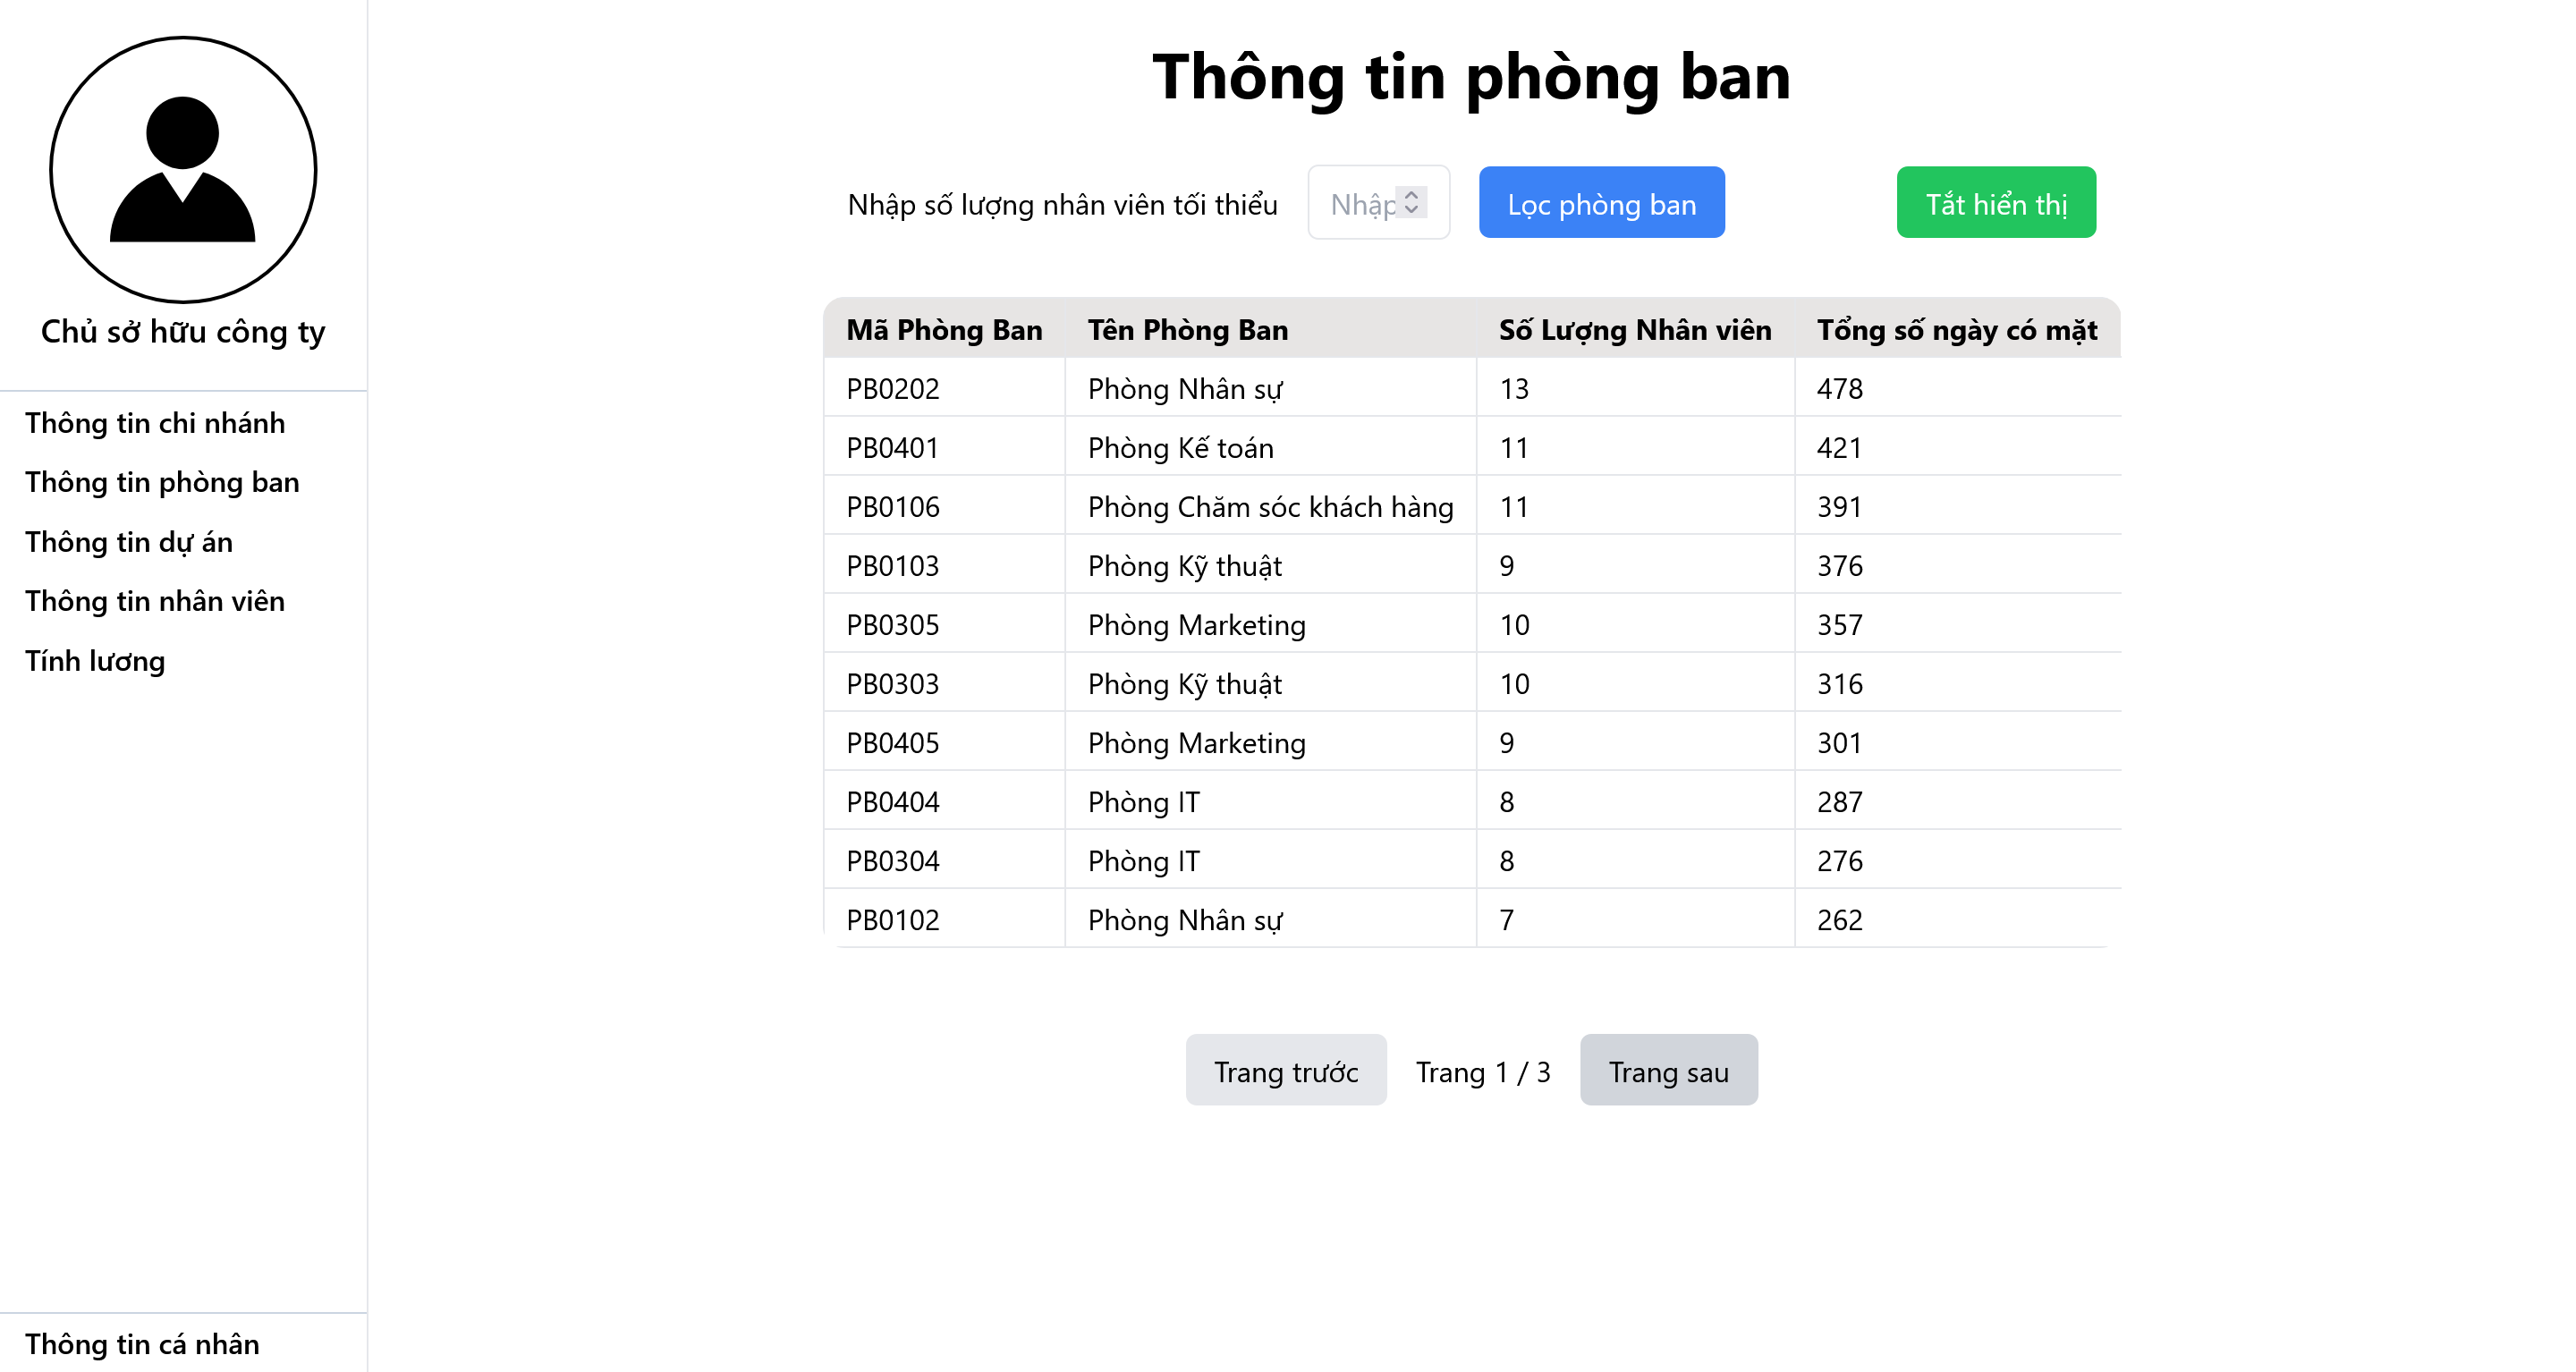 Chủ sở hữu công ty
Thông tin chi nhánh
Thông tin phòng ban
Thông tin dự án
Thông tin nhân viên
Tính lương
Thông tin cá nhân
Thông tin phòng ban
Nhập số lượng nhân viên tối thiểu Nhập Lọc phòng ban Tắt hiển thị
Mã Phòng Ban Tên Phòng Ban Số Lượng Nhân viên Tổng số ngày có mặt
PB0202 Phòng Nhân sự 13 478
PB0401 Phòng Kế toán 11 421
PB0106 Phòng Chăm sóc khách hàng 11 391
PB0103 Phòng Kỹ thuật 9 376
PB0305 Phòng Marketing 10 357
PB0303 Phòng Kỹ thuật 10 316
PB0405 Phòng Marketing 9 301
PB0404 Phòng IT 8 287
PB0304 Phòng IT 8 276
PB0102 Phòng Nhân sự 7 262
Trang trước Trang 1 / 3 Trang sau